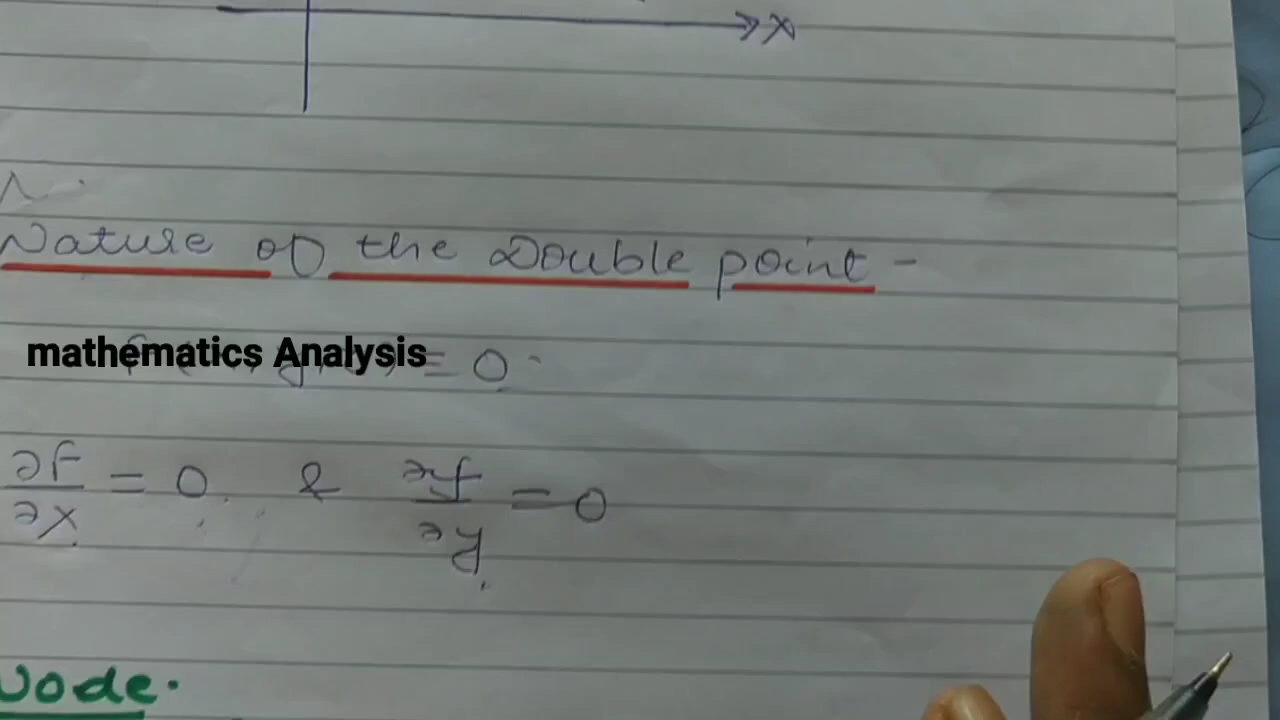 x
Nature of the Double point -
mathematics Analysis = 0
∂f/∂x = 0. & ∂f/∂y = 0
Node.